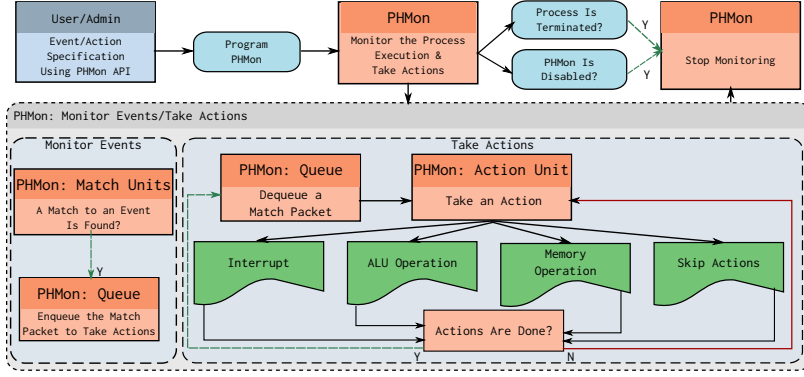 User/Admin
Event/Action
Specification
Using PHMon API
Program
PHMon
PHMon
Monitor the Process
Execution &
Take Actions
Process Is
Terminated?
Y
PHMon Is
Disabled?
Y
PHMon
Stop Monitoring
PHMon: Monitor Events/Take Actions
Monitor Events
PHMon: Match Units
A Match to an Event
Is Found?
Y
PHMon: Queue
Enqueue the Match
Packet to Take Actions
Take Actions
PHMon: Queue
Dequeue a
Match Packet
PHMon: Action Unit
Take an Action
Interrupt
ALU Operation
Memory
Operation
Skip Actions
Actions Are Done?
Y
N